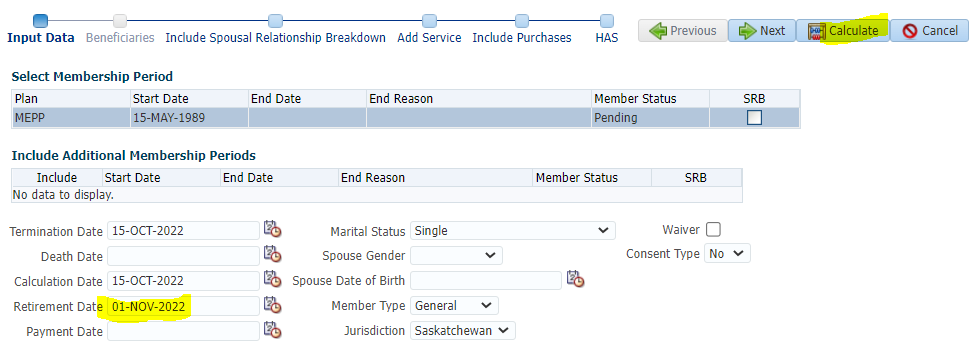 Input Data Beneficiaries Include Spousal Relationship Breakdown Add Service Include Purchases HAS Previous Next Calculate Cancel
Select Membership Period
Plan Start Date End Date End Reason Member Status SRB
MEPP 15-MAY-1989 Pending
Include Additional Membership Periods
Include Start Date End Date End Reason Member Status SRB
No data to display.
Termination Date 15-OCT-2022 Marital Status Single Waiver
Death Date Spouse Gender Consent Type No
Calculation Date 15-OCT-2022 Spouse Date of Birth
Retirement Date 01-NOV-2022 Member Type General
Payment Date Jurisdiction Saskatchewan